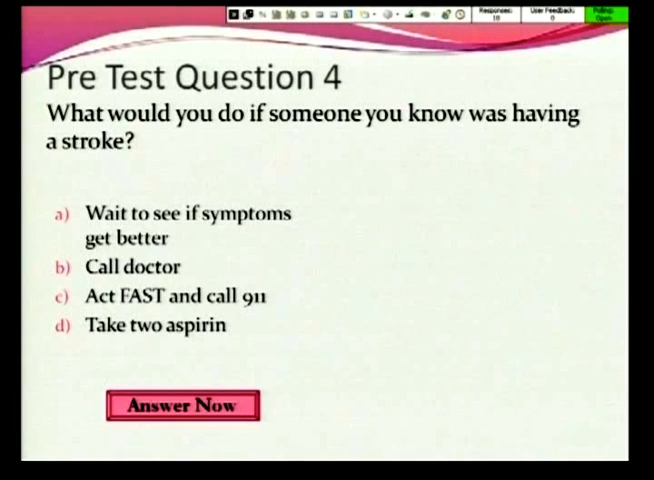 Responses: User Feedback: Polling:
10 0 Open
Pre Test Question 4
What would you do if someone you know was having
a stroke?
a) Wait to see if symptoms
get better
b) Call doctor
c) Act FAST and call 911
d) Take two aspirin
Answer Now